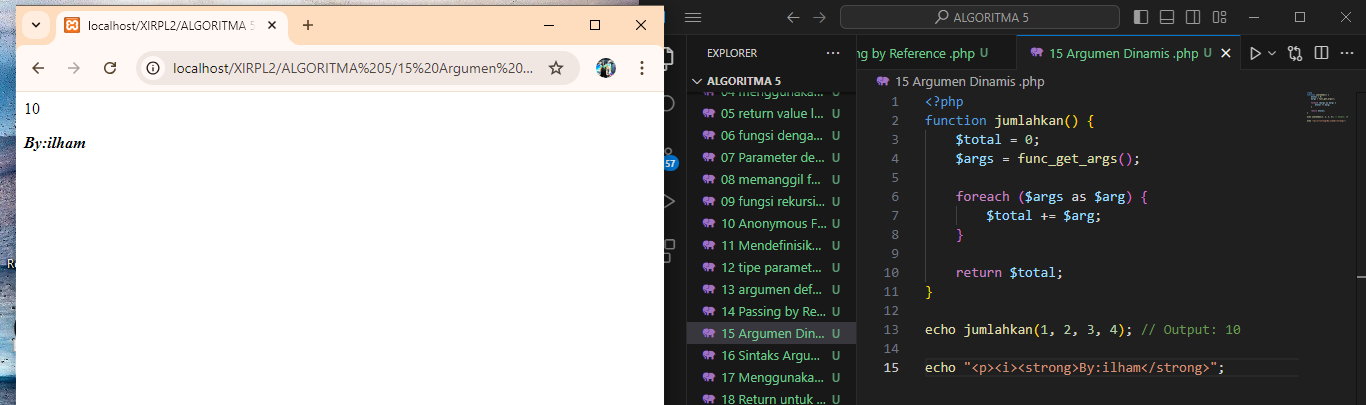 localhost/XIRPL2/ALGORITMA 5
localhost/XIRPL2/ALGORITMA%205/15%20Argumen%20...
10
By:ilham
ALGORITMA 5
57
EXPLORER
ALGORITMA 5
04 menggunaka... U
05 return value l... U
06 fungsi denga... U
07 Parameter de... U
08 memanggil f... U
09 fungsi rekursi... U
10 Anonymous F... U
11 Mendefinisik... U
12 tipe paramet... U
13 argumen def... U
14 Passing by Re... U
15 Argumen Din... U
16 Sintaks Argu... U
17 Menggunaka... U
18 Return untuk ... U
ng by Reference .php U
15 Argumen Dinamis .php U
15 Argumen Dinamis .php
1 <?php
2 function jumlahkan() {
3 $total = 0;
4 $args = func_get_args();
5
6 foreach ($args as $arg) {
7 $total += $arg;
8 }
9
10 return $total;
11 }
12
13 echo jumlahkan(1, 2, 3, 4); // Output: 10
14
15 echo "<p><i><strong>By:ilham</strong>";